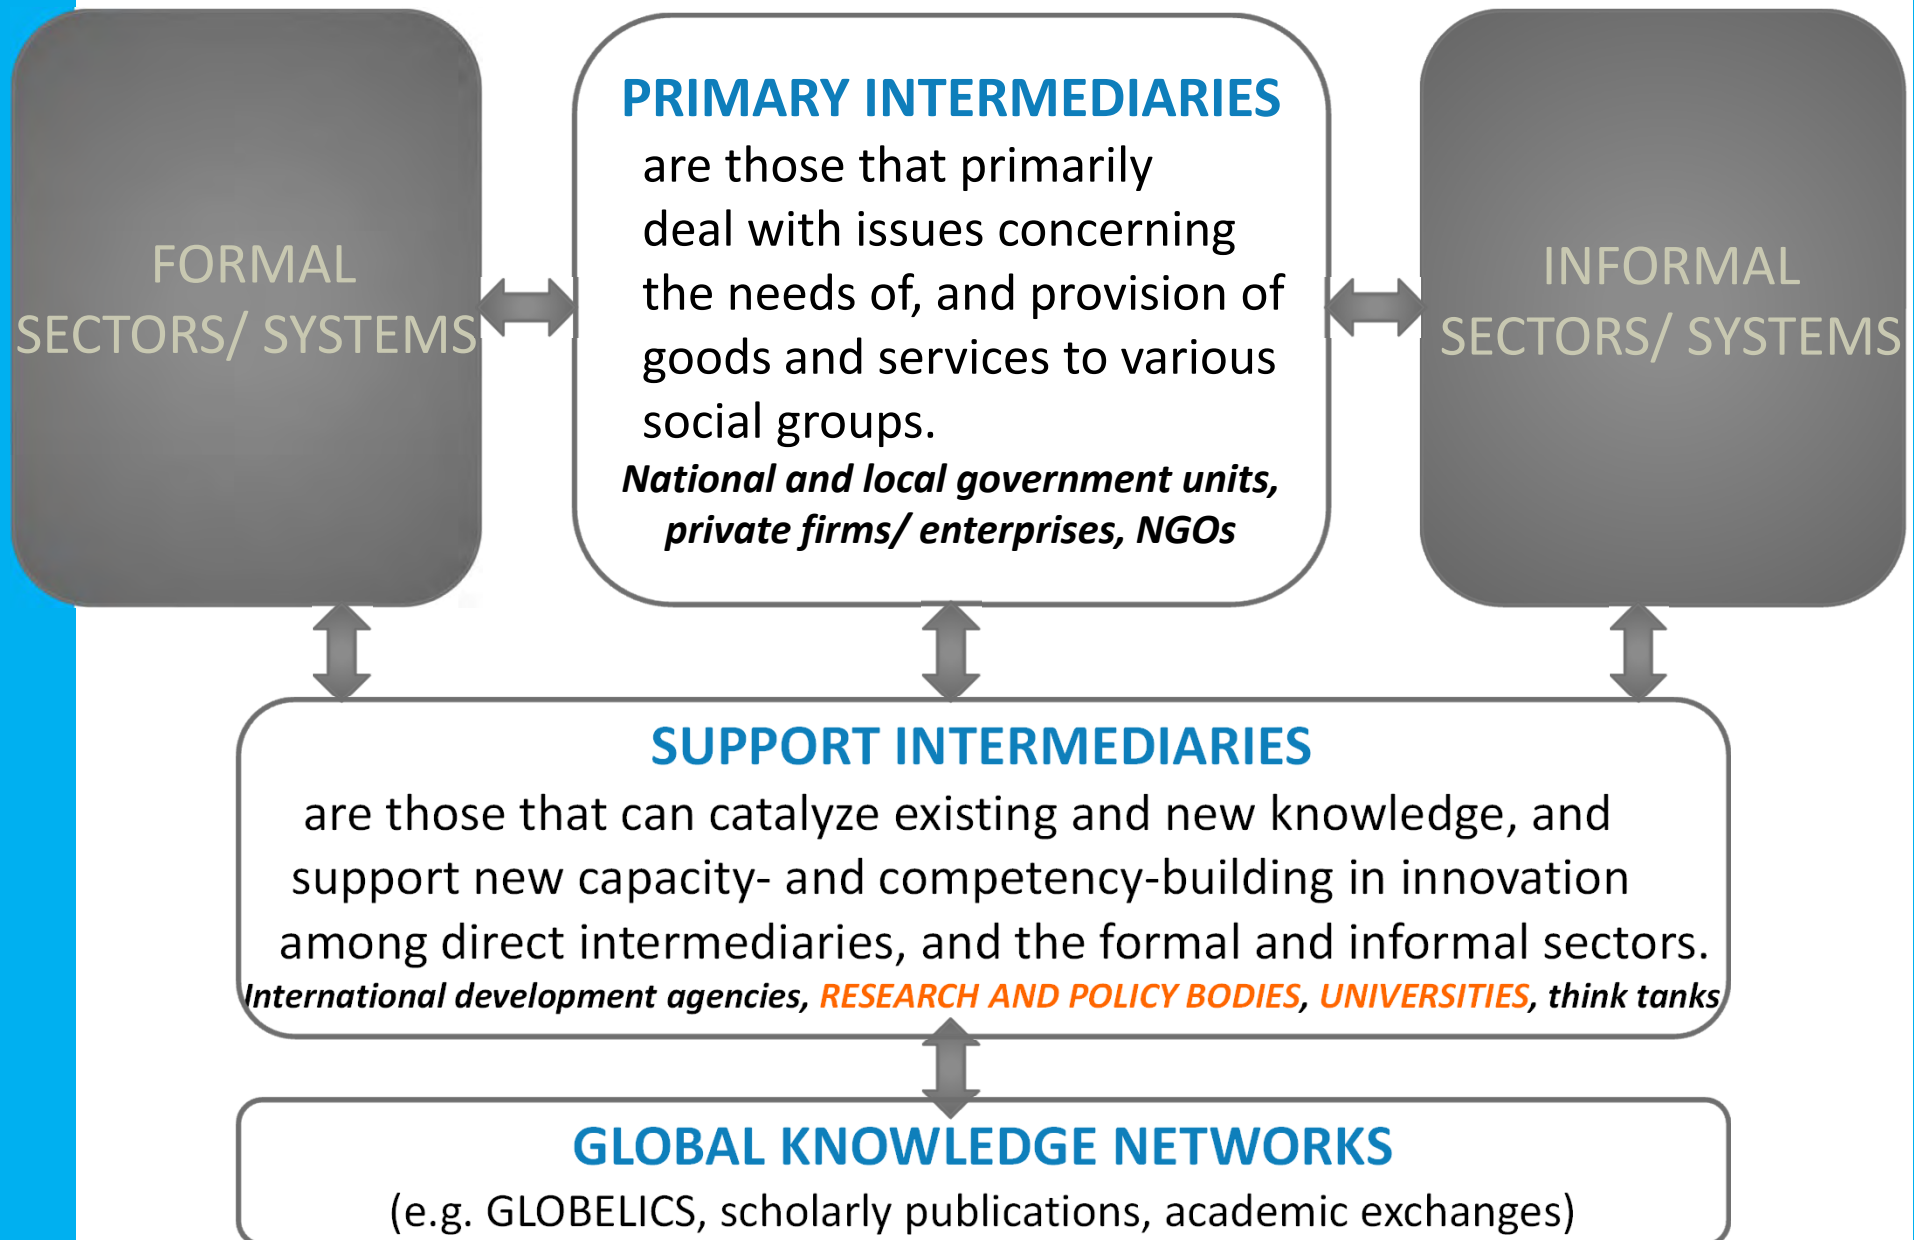 FORMAL
SECTORS/ SYSTEMS
PRIMARY INTERMEDIARIES
are those that primarily
deal with issues concerning
the needs of, and provision of
goods and services to various
social groups.
National and local government units,
private firms/ enterprises, NGOs
INFORMAL
SECTORS/ SYSTEMS
SUPPORT INTERMEDIARIES
are those that can catalyze existing and new knowledge, and
support new capacity- and competency-building in innovation
among direct intermediaries, and the formal and informal sectors.
International development agencies, RESEARCH AND POLICY BODIES, UNIVERSITIES, think tanks
GLOBAL KNOWLEDGE NETWORKS
(e.g. GLOBELICS, scholarly publications, academic exchanges)